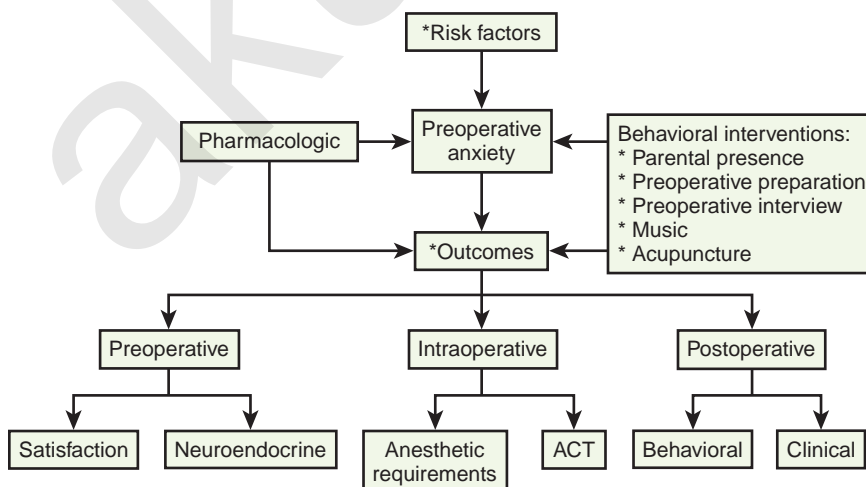 *Risk factors
Pharmacologic
Preoperative
anxiety
Behavioral interventions:
* Parental presence
* Preoperative preparation
* Preoperative interview
* Music
* Acupuncture
*Outcomes
Preoperative
Intraoperative
Postoperative
Satisfaction
Neuroendocrine
Anesthetic
requirements
ACT
Behavioral
Clinical